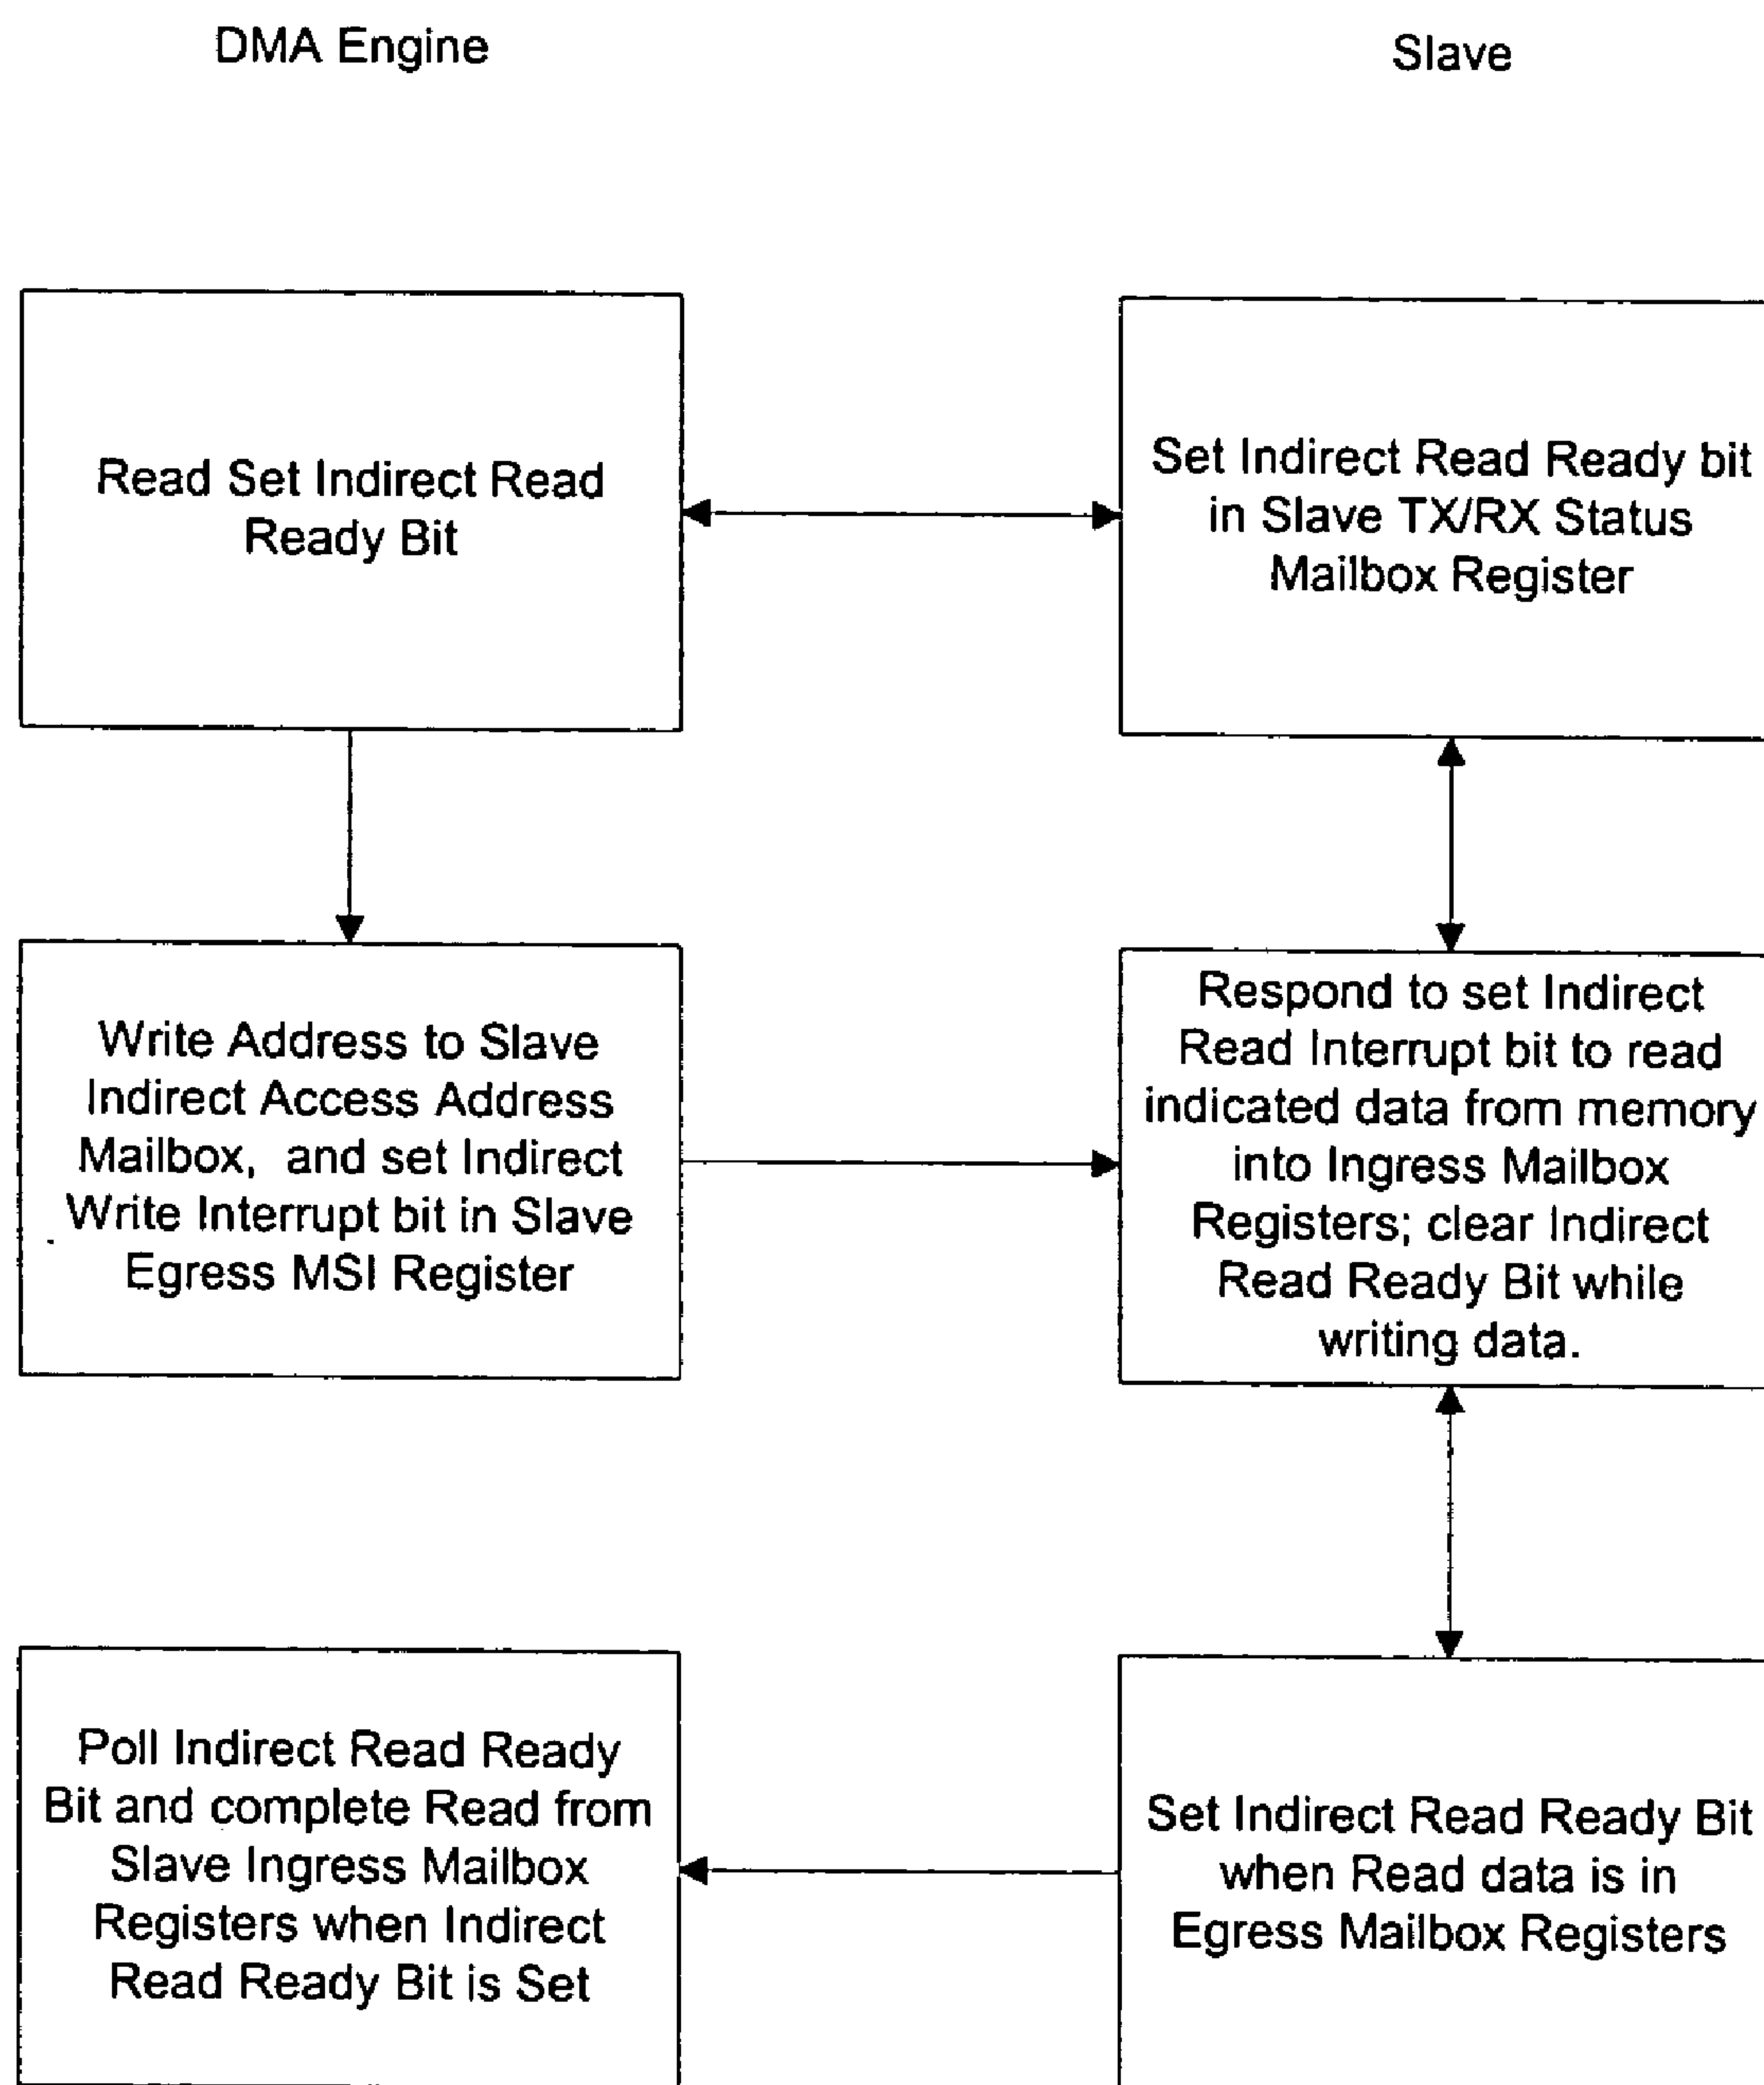 DMA Engine
Slave
Read Set Indirect Read
Ready Bit
Set Indirect Read Ready bit
in Slave TX/RX Status
Mailbox Register
Write Address to Slave
Indirect Access Address
Mailbox, and set Indirect
Write Interrupt bit in Slave
Egress MSI Register
Respond to set Indirect
Read Interrupt bit to read
indicated data from memory
into Ingress Mailbox
Registers; clear Indirect
Read Ready Bit while
writing data.
Poll Indirect Read Ready
Bit and complete Read from
Slave Ingress Mailbox
Registers when Indirect
Read Ready Bit is Set
Set Indirect Read Ready Bit
when Read data is in
Egress Mailbox Registers